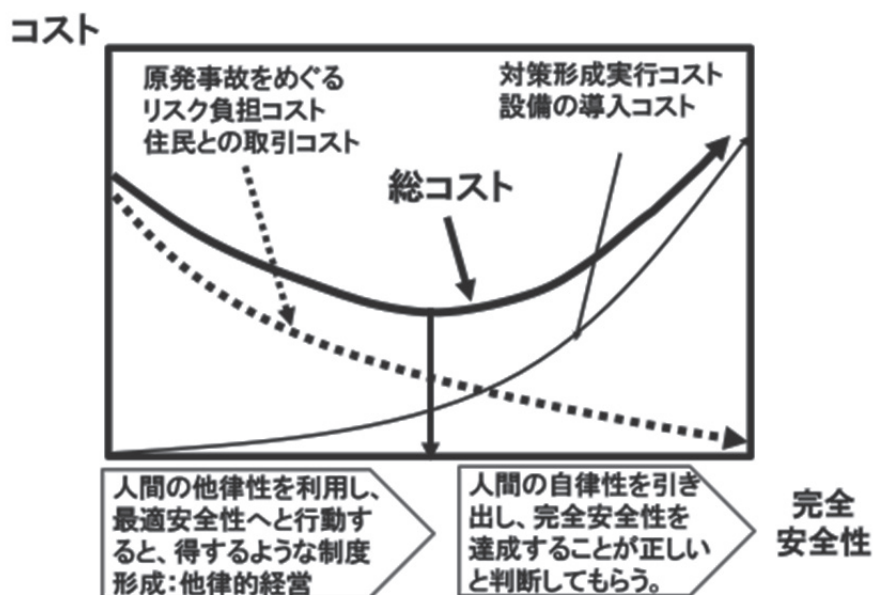 コスト
原発事故をめぐる
リスク負担コスト
住民との取引コスト
対策形成実行コスト
設備の導入コスト
総コスト
人間の他律性を利用し、
最適安全性へと行動す
ると、得するような制度
形成：他律的経営
人間の自律性を引き
出し、完全安全性を
達成することが正しい
と判断してもらう。
完全
安全性